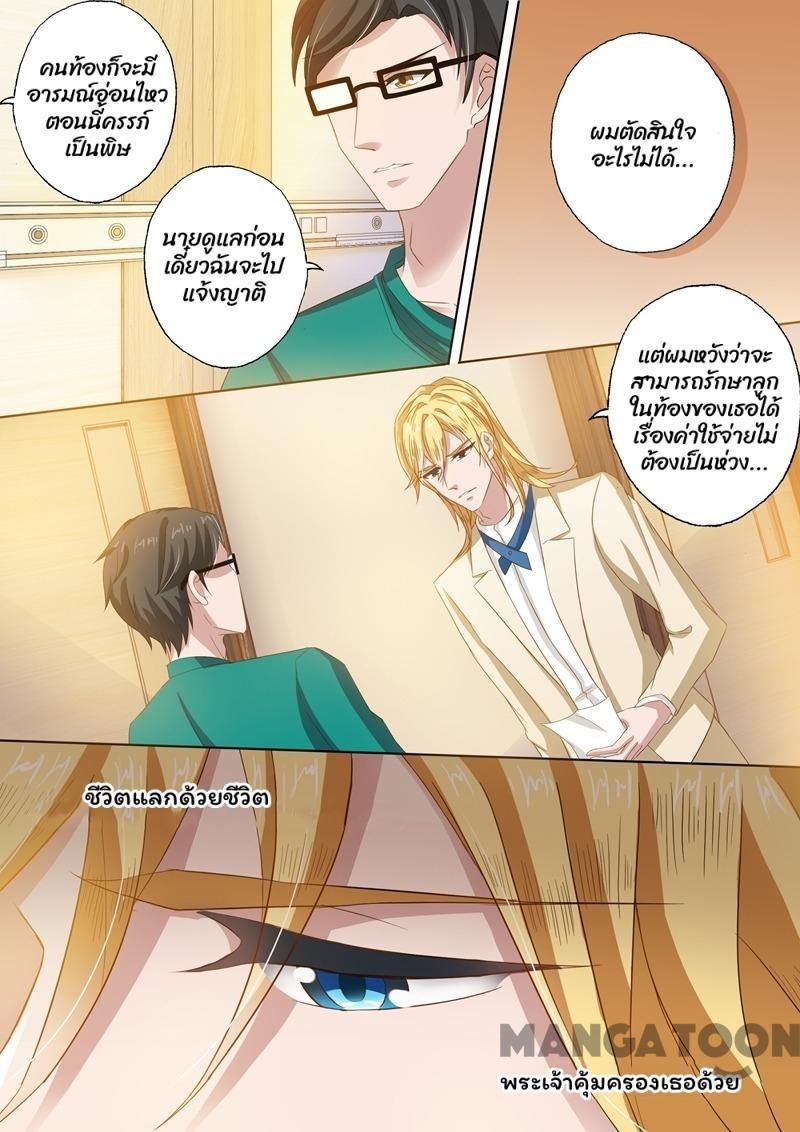 คนท้องก็จะมี
อารมณ์อ่อนไหว
ตอนนี้ครรภ์
เป็นพิษ
นายดูแลก่อน
เดี๋ยวฉันจะไป
แจ้งญาติ
ผมตัดสินใจ
อะไรไม่ได้...
แต่ผมหวังว่าจะ
สามารถรักษาลูก
ในท้องของเธอได้
เรื่องค่าใช้จ่ายไม่
ต้องเป็นห่วง...
ชีวิตแลกด้วยชีวิต
MANGA TOON
พระเจ้าคุ้มครองเธอด้วย